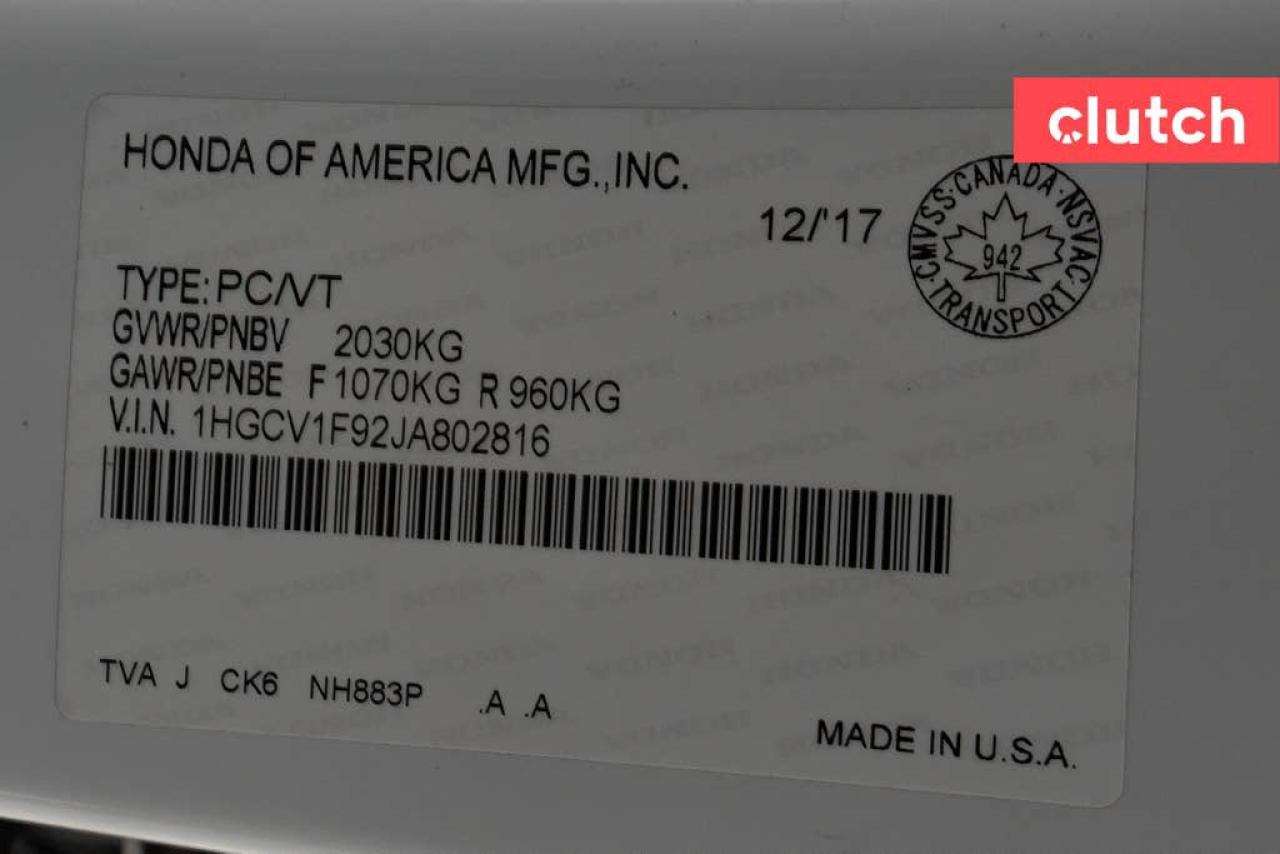 clutch
HONDA OF AMERICA MFG.,INC.
12/'17
CMVSS·CANADA·NSVAC·TRANSPORT·
942
TYPE: PC/VT
GVWR/PNBV 2030KG
GAWR/PNBE F 1070KG R 960KG
V.I.N. 1HGCV1F92JA802816
TVA J CK6 NH883P .A .A
MADE IN U.S.A.